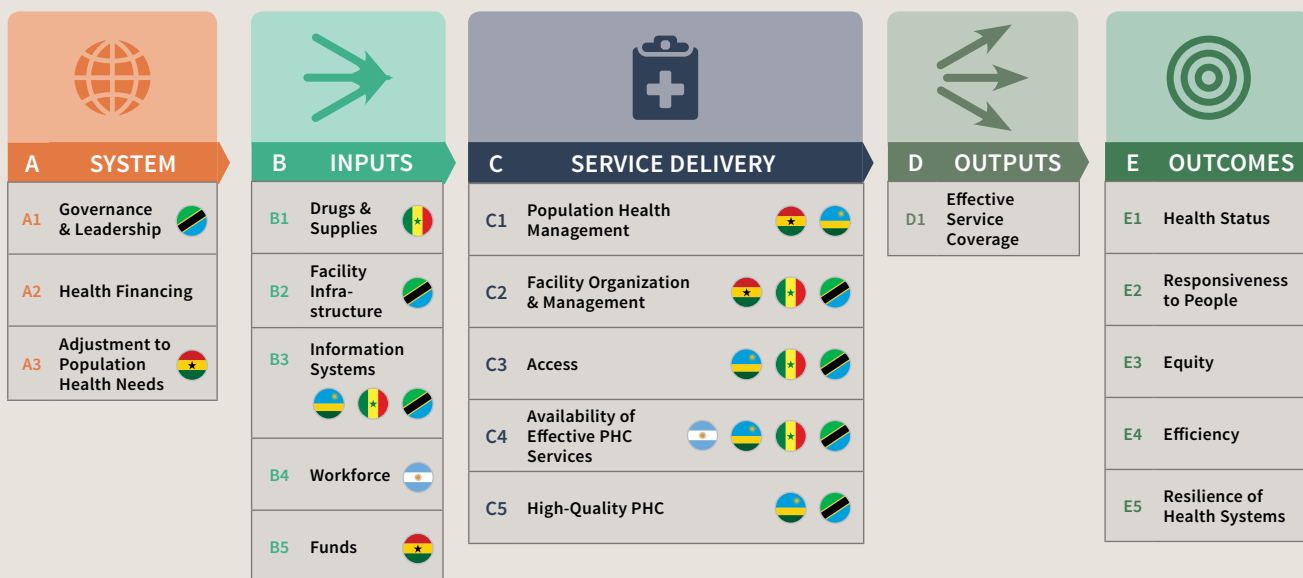 A SYSTEM
A1 Governance
& Leadership
A2 Health Financing
A3 Adjustment to
Population
Health Needs
B INPUTS
B1 Drugs &
Supplies
B2 Facility
Infra-
structure
B3 Information
Systems
B4 Workforce
B5 Funds
C SERVICE DELIVERY
C1 Population Health
Management
C2 Facility Organization
& Management
C3 Access
C4 Availability of
Effective PHC
Services
C5 High-Quality PHC
D OUTPUTS
D1 Effective
Service
Coverage
E OUTCOMES
E1 Health Status
E2 Responsiveness
to People
E3 Equity
E4 Efficiency
E5 Resilience of
Health Systems